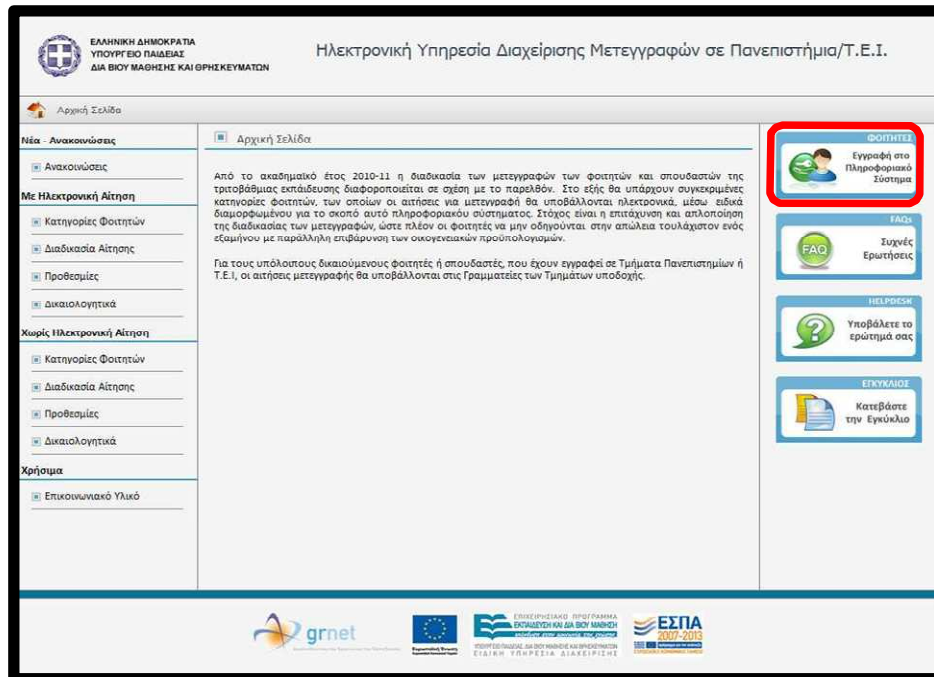 ΕΛΛΗΝΙΚΗ ΔΗΜΟΚΡΑΤΙΑ
ΥΠΟΥΡΓΕΙΟ ΠΑΙΔΕΙΑΣ
ΔΙΑ ΒΙΟΥ ΜΑΘΗΣΗΣ ΚΑΙ ΘΡΗΣΚΕΥΜΑΤΩΝ
Ηλεκτρονική Υπηρεσία Διαχείρισης Μετεγγραφών σε Πανεπιστήμια/Τ.Ε.Ι.
Αρχική Σελίδα
Νέα - Ανακοινώσεις
Ανακοινώσεις
Με Ηλεκτρονική Αίτηση
Κατηγορίες Φοιτητών
Διαδικασία Αίτησης
Προθεσμίες
Δικαιολογητικά
Χωρίς Ηλεκτρονική Αίτηση
Κατηγορίες Φοιτητών
Διαδικασία Αίτησης
Προθεσμίες
Δικαιολογητικά
Χρήσιμα
Επικοινωνιακό Υλικό
Αρχική Σελίδα
Από το ακαδημαϊκό έτος 2010-11 η διαδικασία των μετεγγραφών των φοιτητών και σπουδαστών της
τριτοβάθμιας εκπαίδευσης διαφοροποιείται σε σχέση με το παρελθόν. Στο εξής θα υπάρχουν συγκεκριμένες
κατηγορίες φοιτητών, των οποίων οι αιτήσεις για μετεγγραφή θα υποβάλλονται ηλεκτρονικά, μέσω ειδικά
διαμορφωμένου για το σκοπό αυτό πληροφοριακού συστήματος. Στόχος είναι η επιτάχυνση και απλοποίηση
της διαδικασίας των μετεγγραφών, ώστε πλέον οι φοιτητές να μην οδηγούνται στην απώλεια τουλάχιστον ενός
εξαμήνου με παράλληλη επιβάρυνση των οικογενειακών προϋπολογισμών.
Για τους υπόλοιπους δικαιούμενους φοιτητές ή σπουδαστές, που έχουν εγγραφεί σε Τμήματα Πανεπιστημίων ή
Τ.Ε.Ι, οι αιτήσεις μετεγγραφής θα υποβάλλονται στις Γραμματείες των Τμημάτων υποδοχής.
ΦΟΙΤΗΤΕΣ
Εγγραφή στο
Πληροφοριακό
Σύστημα
FAQs
FAQ
Συχνές
Ερωτήσεις
HELPDESK
Υποβάλετε το
ερώτημά σας
ΕΓΚΥΚΛΙΟΣ
Κατεβάστε
την Εγκύκλιο
grnet
Ευρωπαϊκή Ένωση
ΕΠΙΧΕΙΡΗΣΙΑΚΟ ΠΡΟΓΡΑΜΜΑ
ΕΚΠΑΙΔΕΥΣΗ ΚΑΙ ΔΙΑ ΒΙΟΥ ΜΑΘΗΣΗ
ΕΙΔΙΚΗ ΥΠΗΡΕΣΙΑ ΔΙΑΧΕΙΡΙΣΗΣ
ΕΣΠΑ
2007-2013